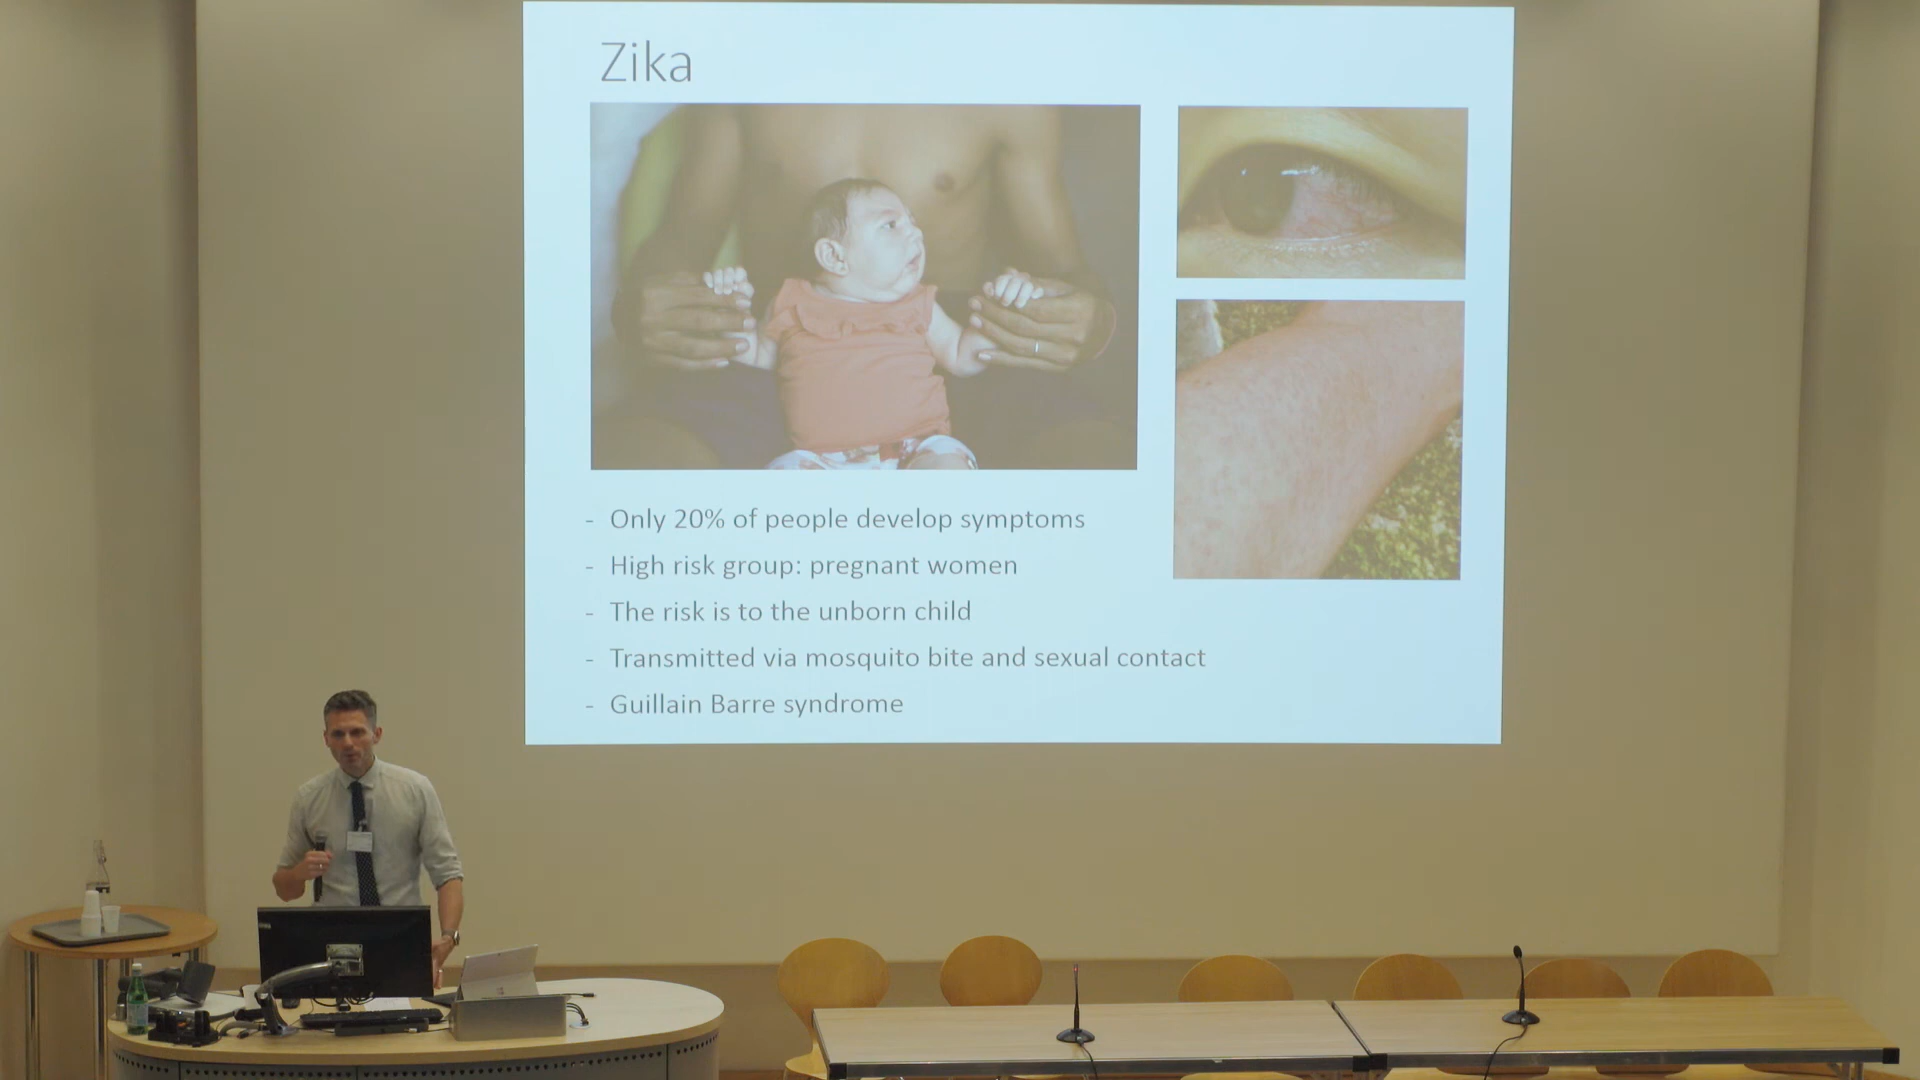 Zika
- Only 20% of people develop symptoms
- High risk group: pregnant women
- The risk is to the unborn child
- Transmitted via mosquito bite and sexual contact
- Guillain Barre syndrome